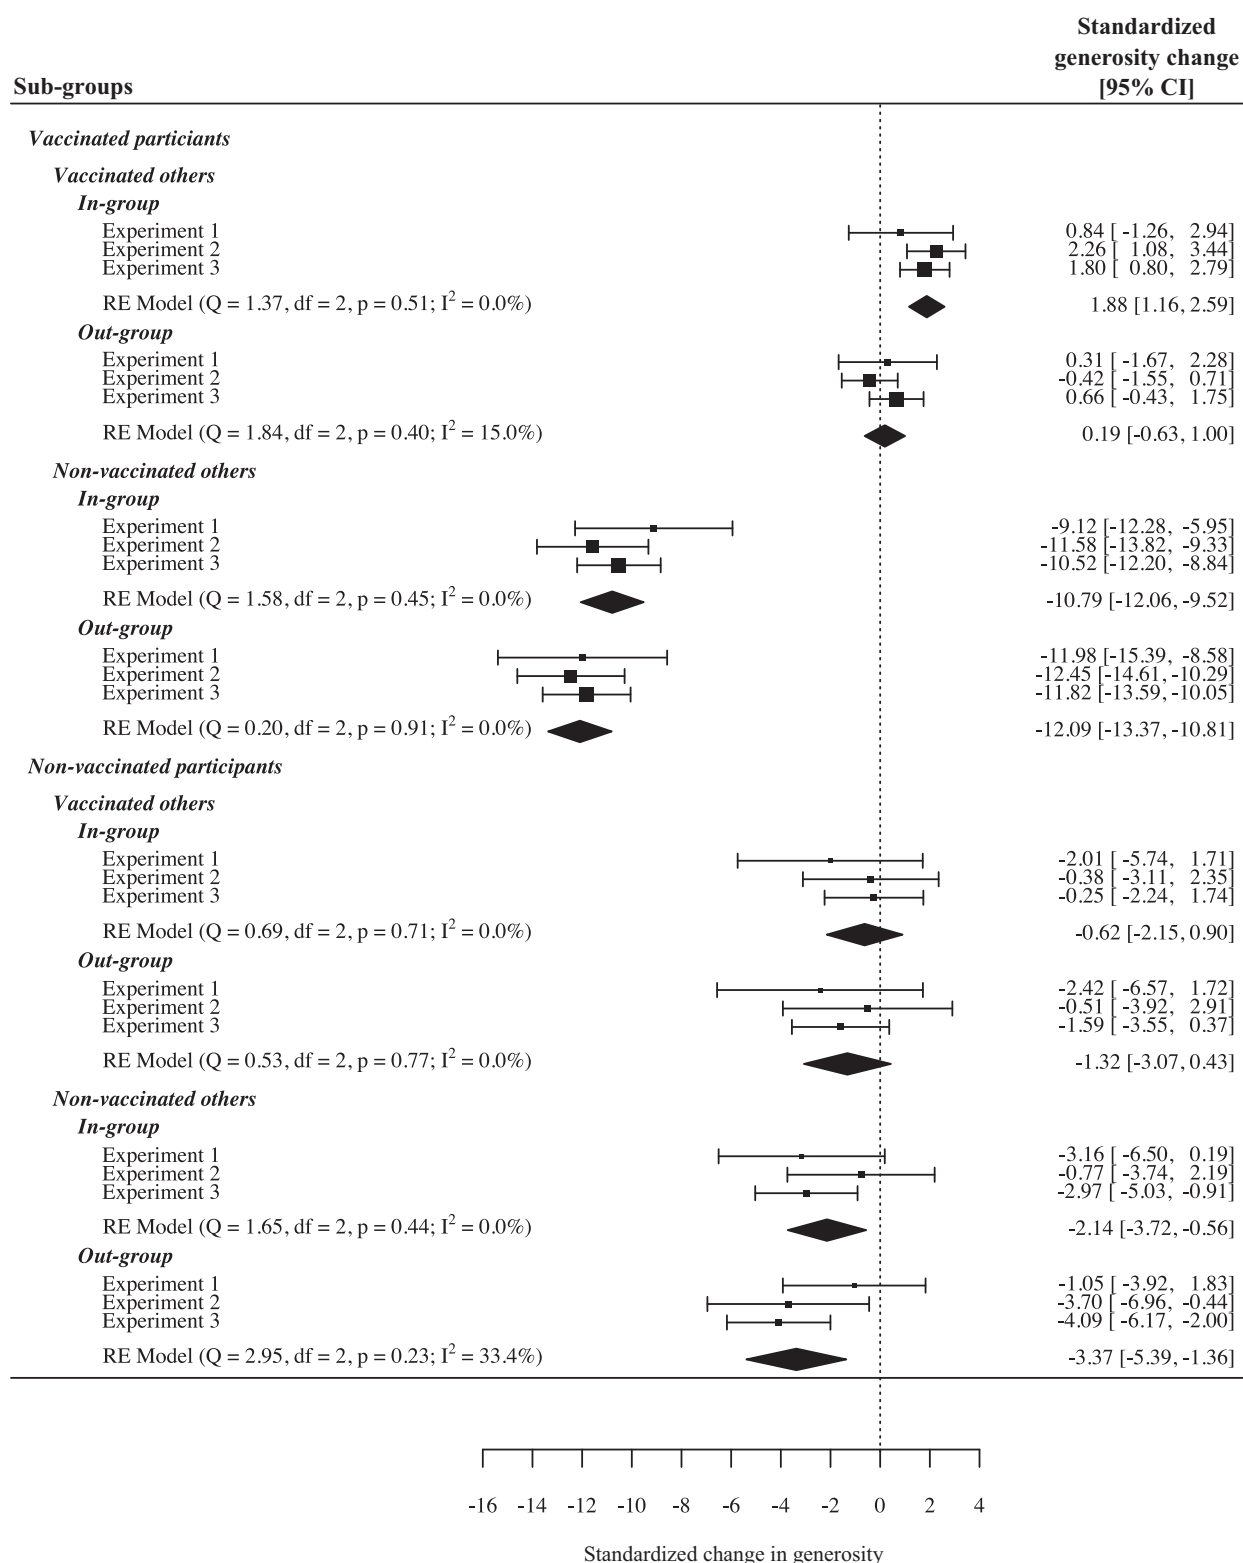 Standardized
generosity change
Sub-groups [95% CI]
Vaccinated particiants
Vaccinated others
In-group
Experiment 1 0.84 [ -1.26, 2.94]
Experiment 2 2.26 [ 1.08, 3.44]
Experiment 3 1.80 [ 0.80, 2.79]
RE Model (Q = 1.37, df = 2, p = 0.51; I² = 0.0%) 1.88 [1.16, 2.59]
Out-group
Experiment 1 0.31 [ -1.67, 2.28]
Experiment 2 -0.42 [ -1.55, 0.71]
Experiment 3 0.66 [ -0.43, 1.75]
RE Model (Q = 1.84, df = 2, p = 0.40; I² = 15.0%) 0.19 [-0.63, 1.00]
Non-vaccinated others
In-group
Experiment 1 -9.12 [-12.28, -5.95]
Experiment 2 -11.58 [-13.82, -9.33]
Experiment 3 -10.52 [-12.20, -8.84]
RE Model (Q = 1.58, df = 2, p = 0.45; I² = 0.0%) -10.79 [-12.06, -9.52]
Out-group
Experiment 1 -11.98 [-15.39, -8.58]
Experiment 2 -12.45 [-14.61, -10.29]
Experiment 3 -11.82 [-13.59, -10.05]
RE Model (Q = 0.20, df = 2, p = 0.91; I² = 0.0%) -12.09 [-13.37, -10.81]
Non-vaccinated participants
Vaccinated others
In-group
Experiment 1 -2.01 [ -5.74, 1.71]
Experiment 2 -0.38 [ -3.11, 2.35]
Experiment 3 -0.25 [ -2.24, 1.74]
RE Model (Q = 0.69, df = 2, p = 0.71; I² = 0.0%) -0.62 [-2.15, 0.90]
Out-group
Experiment 1 -2.42 [ -6.57, 1.72]
Experiment 2 -0.51 [ -3.92, 2.91]
Experiment 3 -1.59 [ -3.55, 0.37]
RE Model (Q = 0.53, df = 2, p = 0.77; I² = 0.0%) -1.32 [-3.07, 0.43]
Non-vaccinated others
In-group
Experiment 1 -3.16 [ -6.50, 0.19]
Experiment 2 -0.77 [ -3.74, 2.19]
Experiment 3 -2.97 [ -5.03, -0.91]
RE Model (Q = 1.65, df = 2, p = 0.44; I² = 0.0%) -2.14 [-3.72, -0.56]
Out-group
Experiment 1 -1.05 [ -3.92, 1.83]
Experiment 2 -3.70 [ -6.96, -0.44]
Experiment 3 -4.09 [ -6.17, -2.00]
RE Model (Q = 2.95, df = 2, p = 0.23; I² = 33.4%) -3.37 [-5.39, -1.36]
-16 -14 -12 -10 -8 -6 -4 -2 0 2 4
Standardized change in generosity